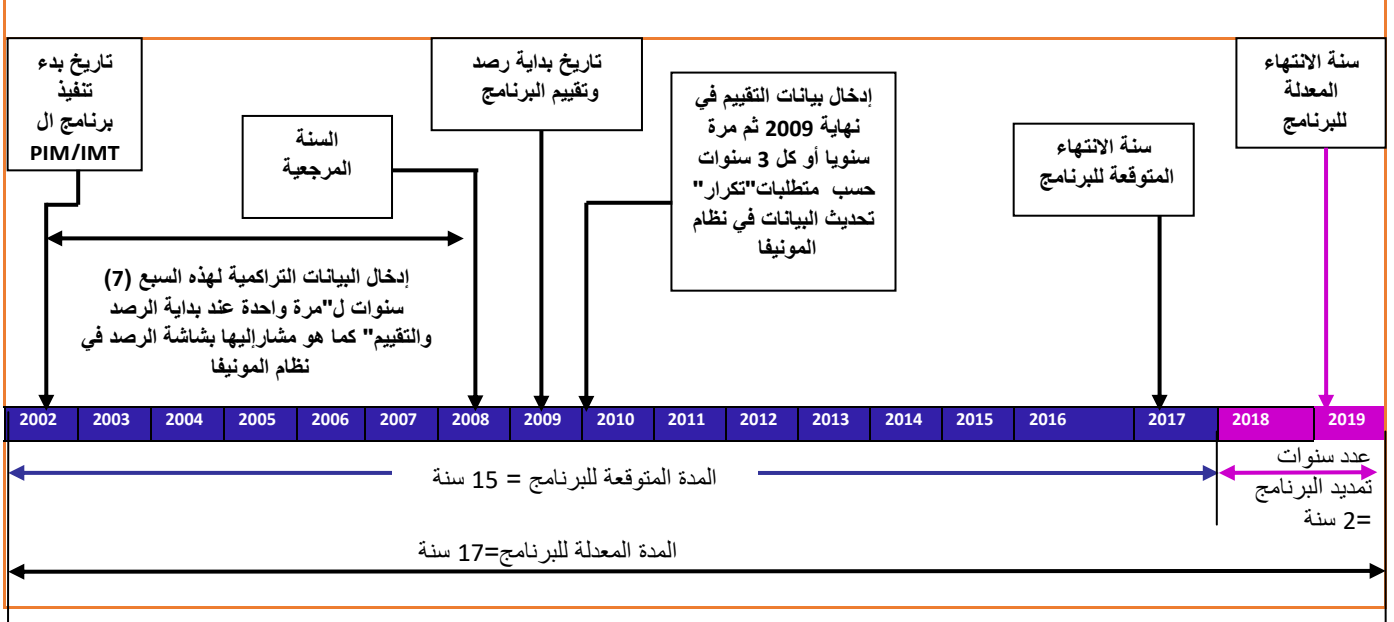 تاريخ بدء
تنفيذ
برنامج ال
PIM/IMT
السنة
المرجعية
تاريخ بداية رصد
وتقييم البرنامج
إدخال بيانات التقييم في
نهاية 2009 ثم مرة
سنويا أو كل 3 سنوات
حسب متطلبات"تكرار"
تحديث البيانات في نظام
المونيفا
سنة الانتهاء
المتوقعة للبرنامج
سنة الانتهاء
المعدلة
للبرنامج
إدخال البيانات التراكمية لهذه السبع (7)
سنوات ل"مرة واحدة عند بداية الرصد
والتقييم" كما هو مشارإليها بشاشة الرصد في
نظام المونيفا
2002 2003 2004 2005 2006 2007 2008 2009 2010 2011 2012 2013 2014 2015 2016 2017 2018 2019
المدة المتوقعة للبرنامج = 15 سنة
عدد سنوات
تمديد البرنامج
=2 سنة
المدة المعدلة للبرنامج=17 سنة